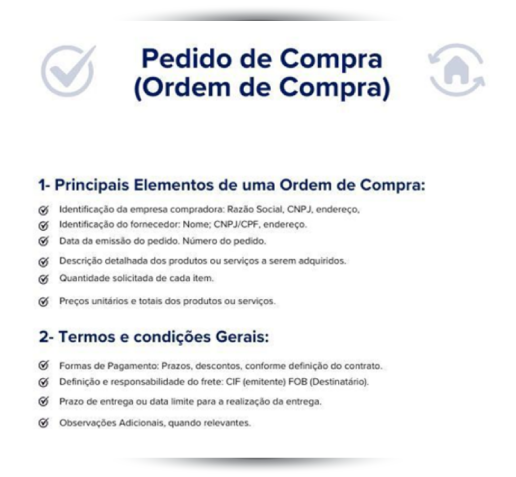 Pedido de Compra
(Ordem de Compra)
1- Principais Elementos de uma Ordem de Compra:
Identificação da empresa compradora: Razão Social, CNPJ, endereço,
Identificação do fornecedor: Nome; CNPJ/CPF, endereço.
Data da emissão do pedido. Número do pedido.
Descrição detalhada dos produtos ou serviços a serem adquiridos.
Quantidade solicitada de cada item.
Preços unitários e totais dos produtos ou serviços.
2- Termos e condições Gerais:
Formas de Pagamento: Prazos, descontos, conforme definição do contrato.
Definição e responsabilidade do frete: CIF (emitente) FOB (Destinatário).
Prazo de entrega ou data limite para a realização da entrega.
Observações Adicionais, quando relevantes.